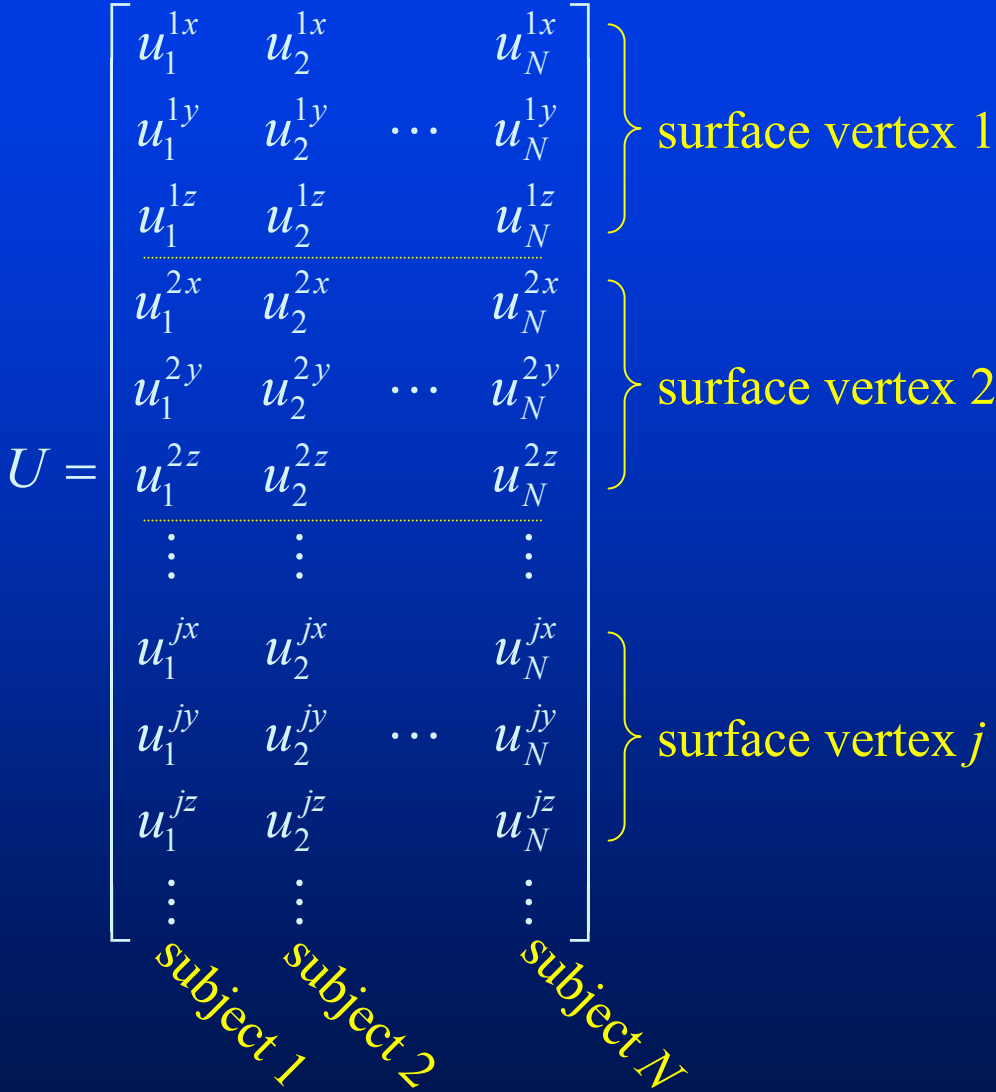 u_1^{1x} u_2^{1x} u_N^{1x}
u_1^{1y} u_2^{1y} ⋯ u_N^{1y} surface vertex 1
u_1^{1z} u_2^{1z} u_N^{1z}
u_1^{2x} u_2^{2x} u_N^{2x}
u_1^{2y} u_2^{2y} ⋯ u_N^{2y} surface vertex 2
U = u_1^{2z} u_2^{2z} u_N^{2z}
⋮ ⋮ ⋮
u_1^{jx} u_2^{jx} u_N^{jx}
u_1^{jy} u_2^{jy} ⋯ u_N^{jy} surface vertex j
u_1^{jz} u_2^{jz} u_N^{jz}
⋮ ⋮ ⋮
subject 1 subject 2 subject N